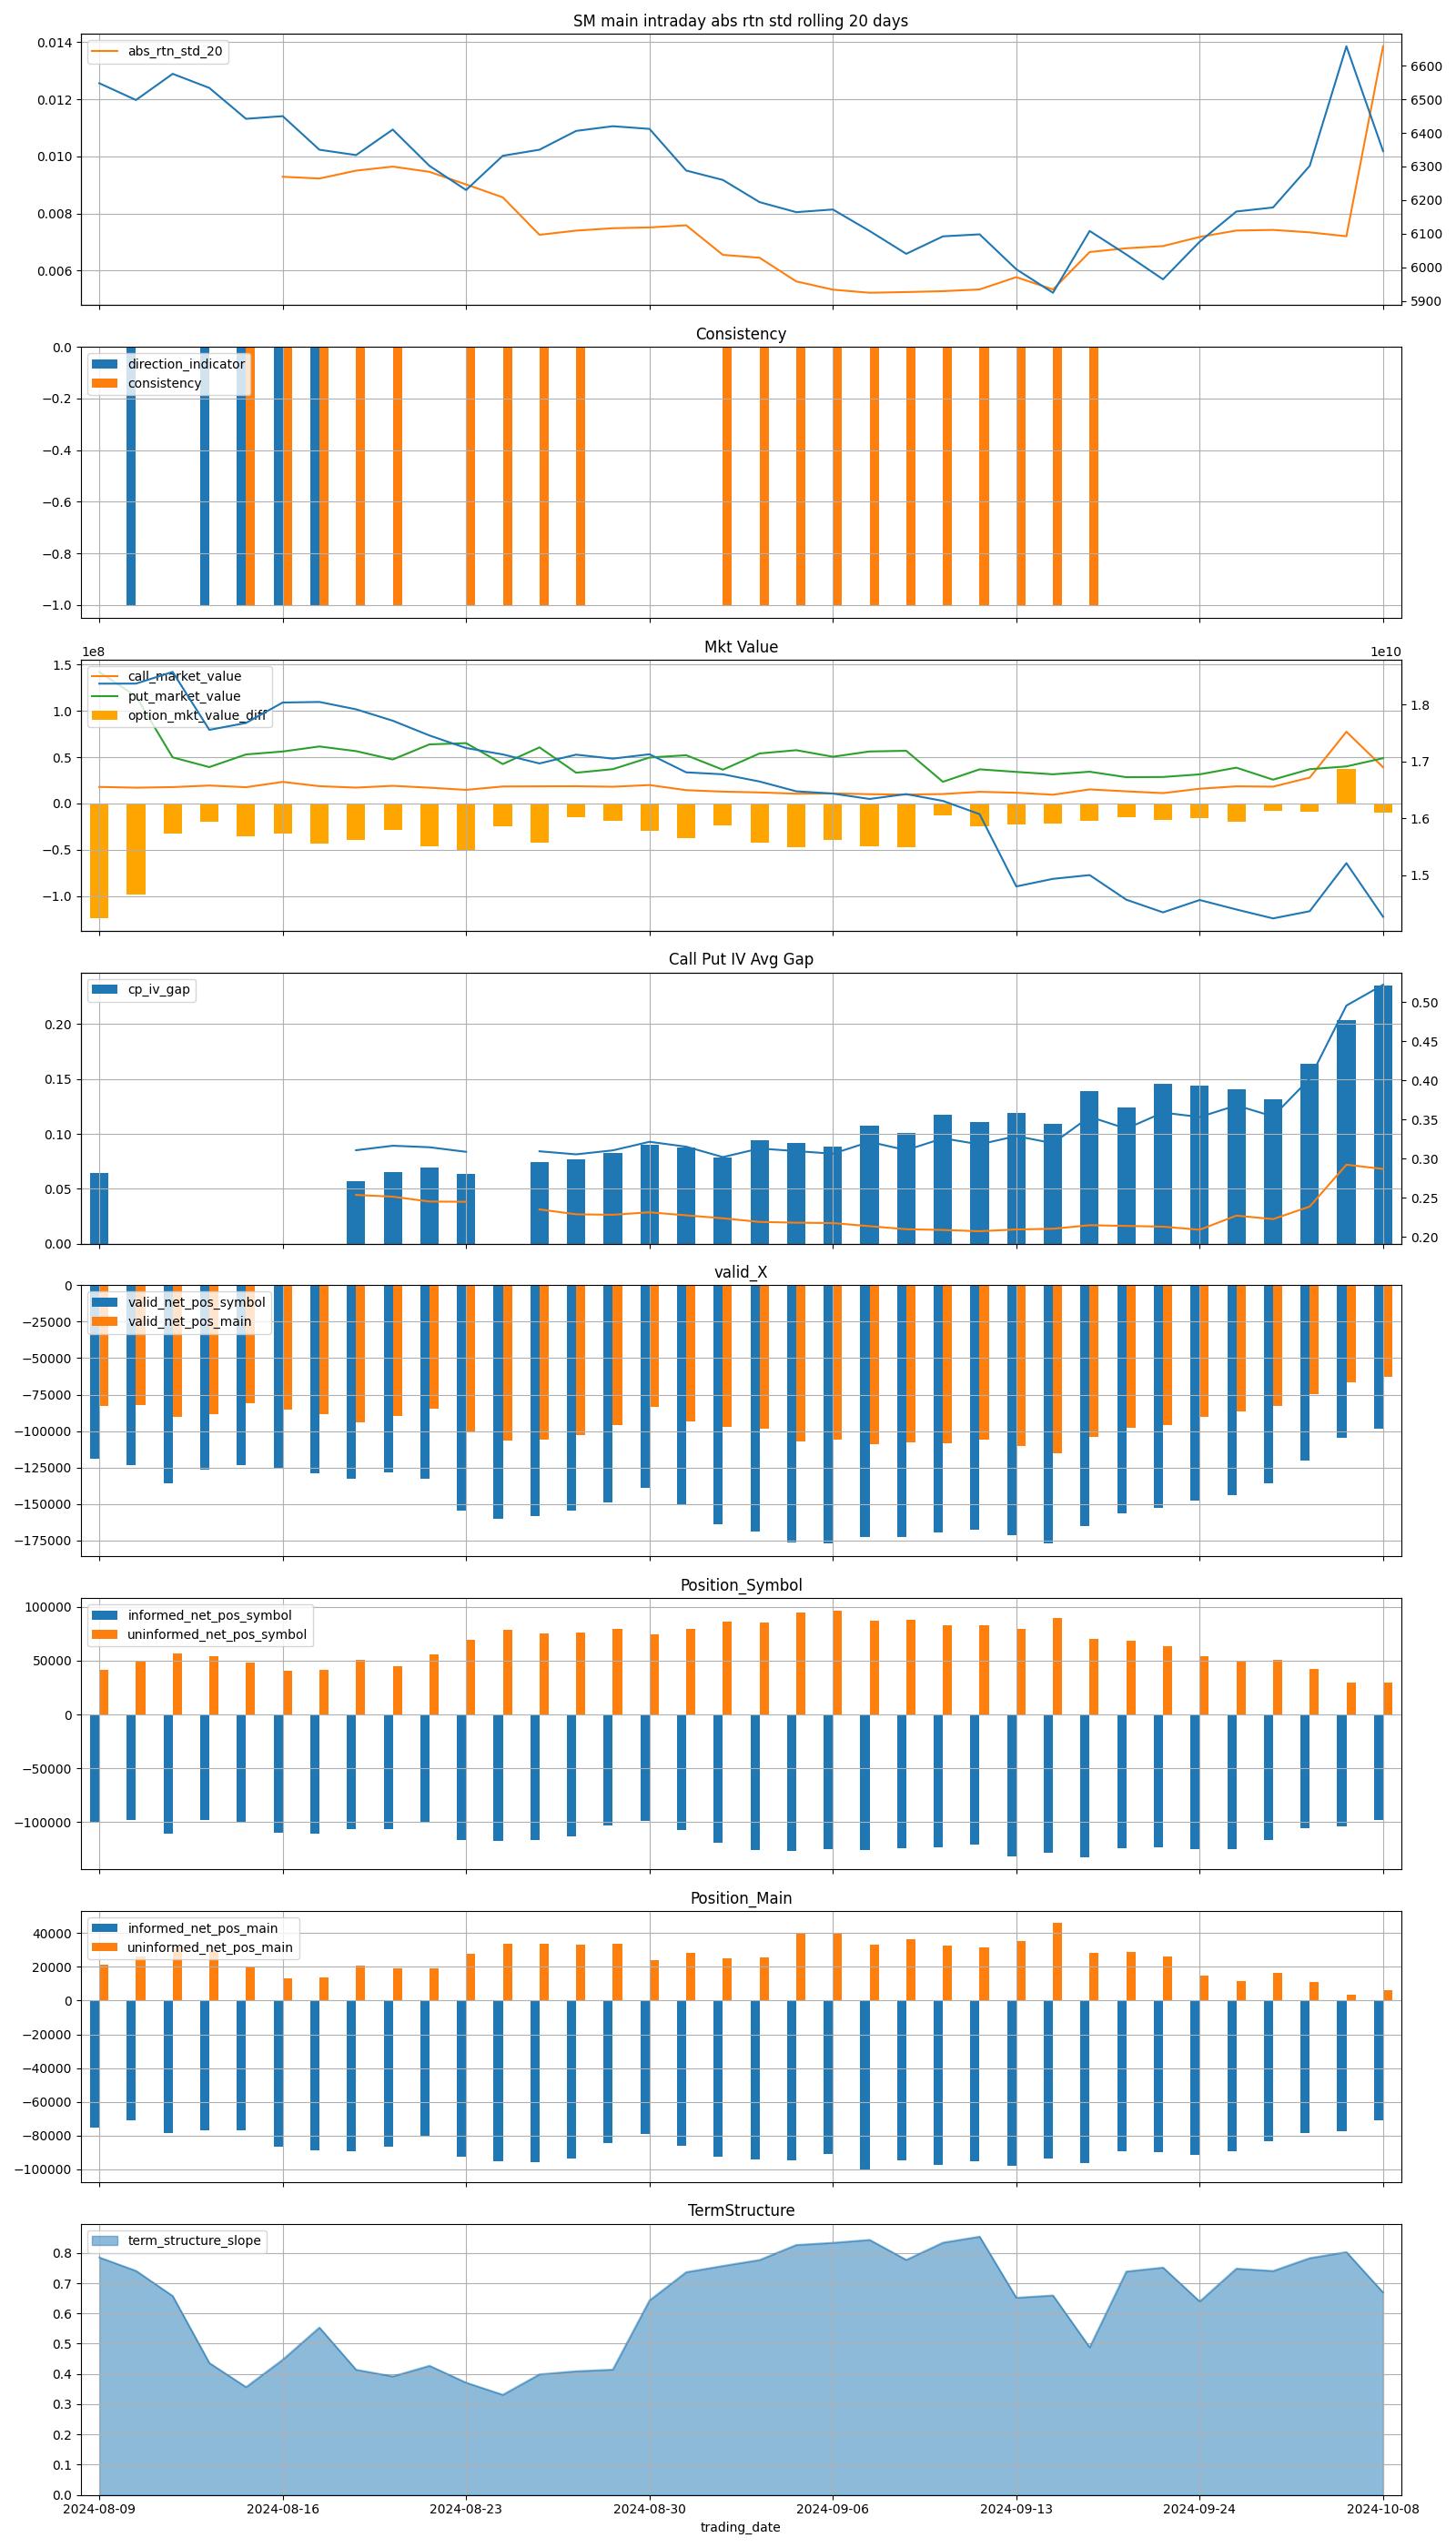 SM main intraday abs rtn std rolling 20 days
abs_rtn_std_20
0.014
0.012
0.010
0.008
0.006
6600
6500
6400
6300
6200
6100
6000
5900
Consistency
direction_indicator
consistency
0.0
−0.2
−0.4
−0.6
−0.8
−1.0
Mkt Value
1e8
1e10
call_market_value
put_market_value
option_mkt_value_diff
1.5
1.0
0.5
0.0
−0.5
−1.0
1.8
1.7
1.6
1.5
Call Put IV Avg Gap
cp_iv_gap
0.20
0.15
0.10
0.05
0.00
0.50
0.45
0.40
0.35
0.30
0.25
0.20
valid_X
valid_net_pos_symbol
valid_net_pos_main
0
−25000
−50000
−75000
−100000
−125000
−150000
−175000
Position_Symbol
informed_net_pos_symbol
uninformed_net_pos_symbol
100000
50000
0
−50000
−100000
Position_Main
informed_net_pos_main
uninformed_net_pos_main
40000
20000
0
−20000
−40000
−60000
−80000
−100000
TermStructure
term_structure_slope
0.8
0.7
0.6
0.5
0.4
0.3
0.2
0.1
0.0
2024-08-09 2024-08-16 2024-08-23 2024-08-30 2024-09-06 2024-09-13 2024-09-24 2024-10-08
trading_date